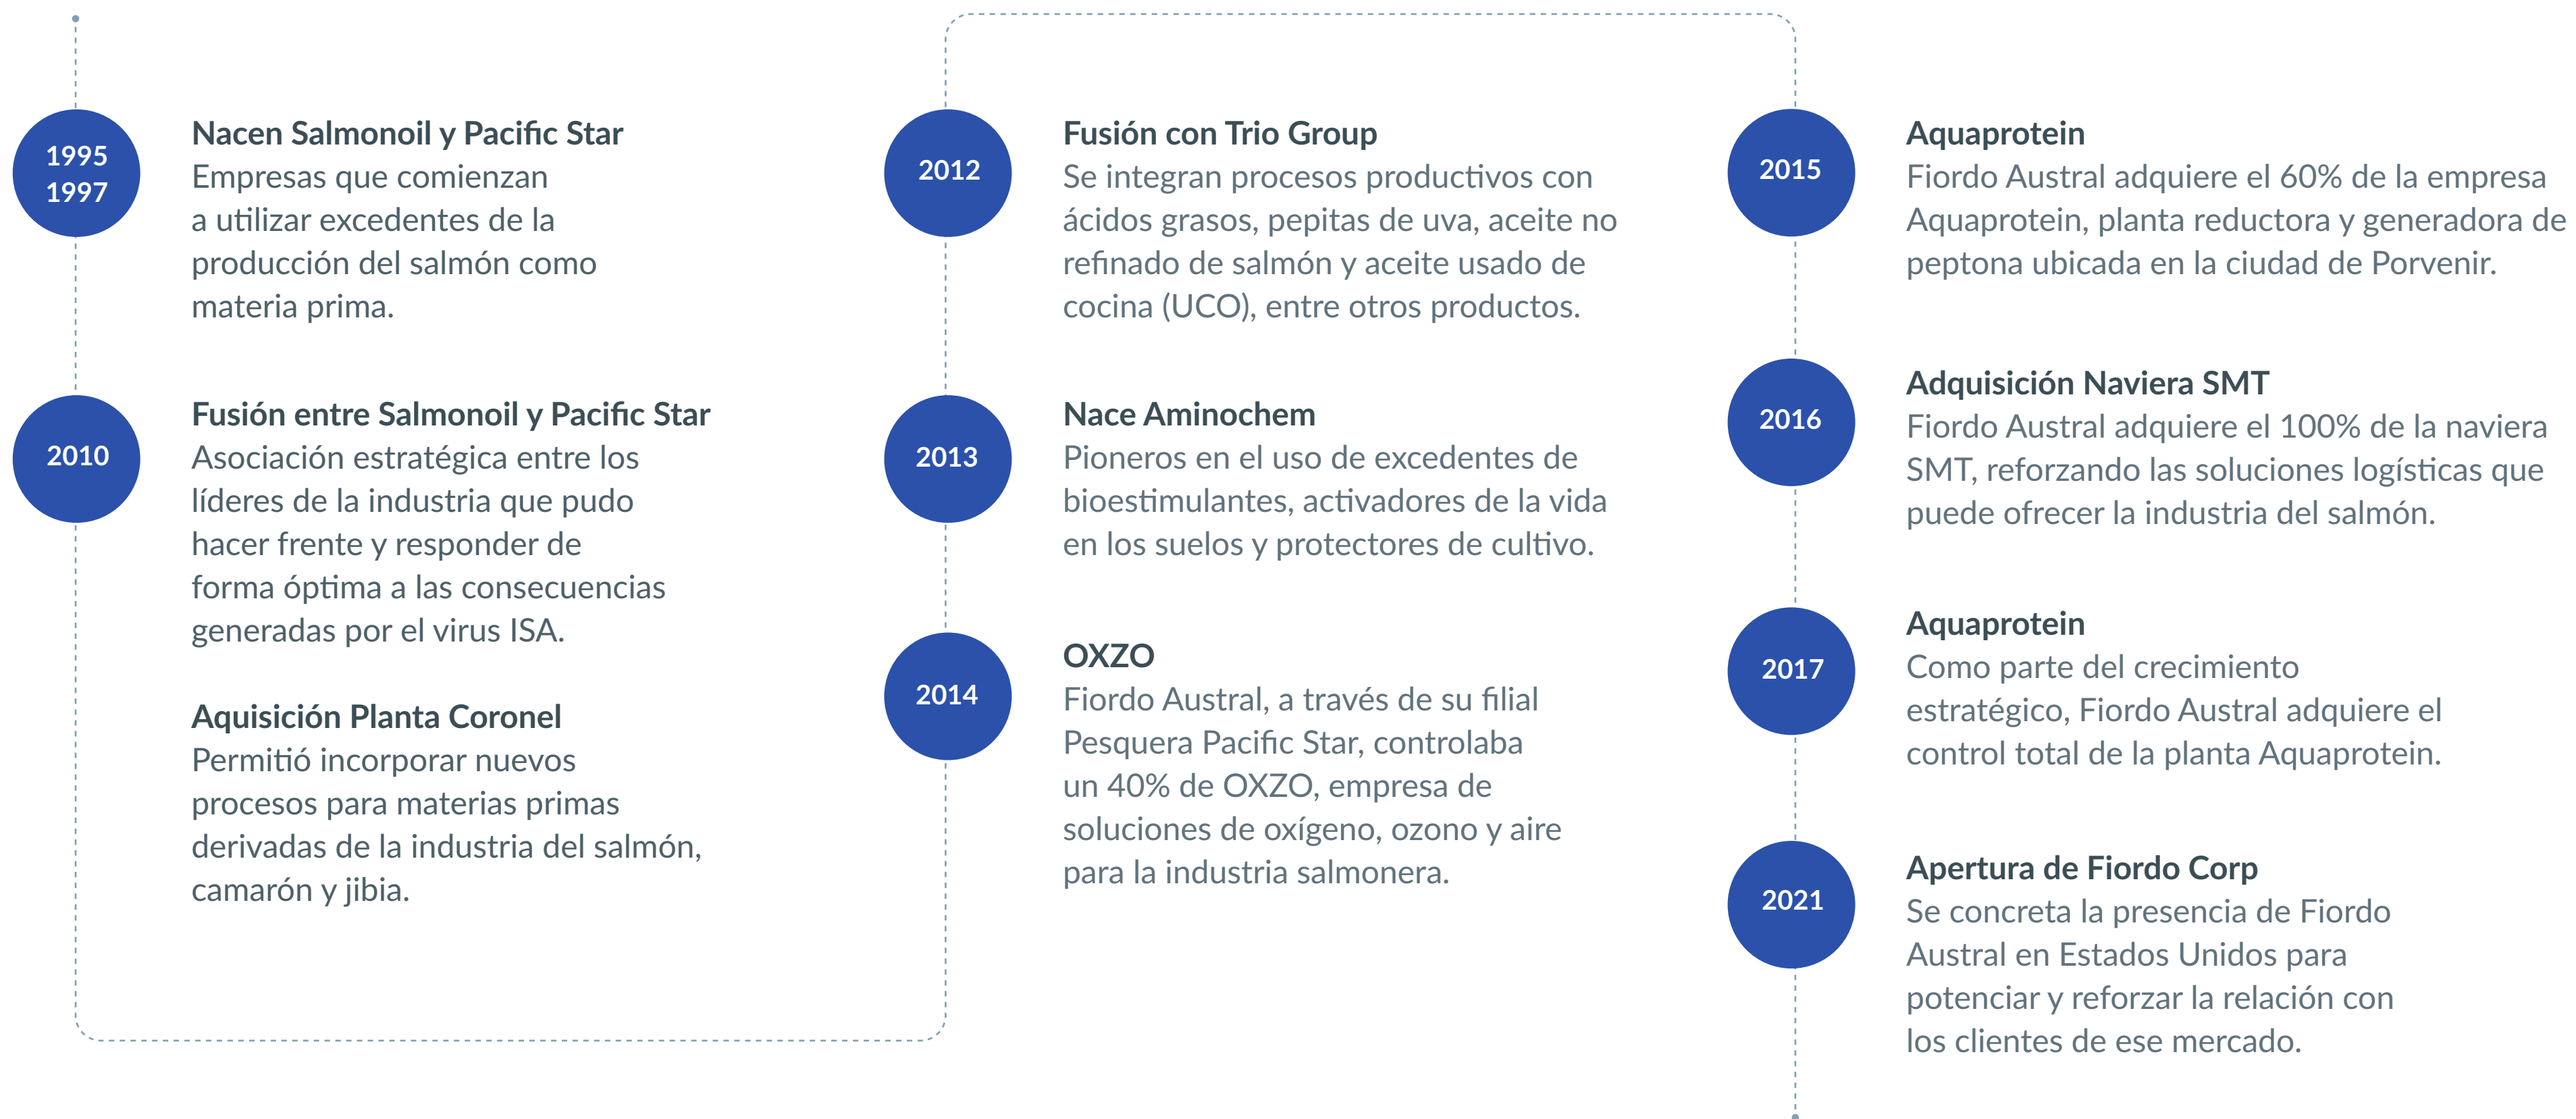 1995
1997
Nacen Salmonoil y Pacific Star
Empresas que comienzan
a utilizar excedentes de la
producción del salmón como
materia prima.
2010
Fusión entre Salmonoil y Pacific Star
Asociación estratégica entre los
líderes de la industria que pudo
hacer frente y responder de
forma óptima a las consecuencias
generadas por el virus ISA.
Aquisición Planta Coronel
Permitió incorporar nuevos
procesos para materias primas
derivadas de la industria del salmón,
camarón y jibia.
2012
Fusión con Trio Group
Se integran procesos productivos con
ácidos grasos, pepitas de uva, aceite no
refinado de salmón y aceite usado de
cocina (UCO), entre otros productos.
2013
Nace Aminochem
Pioneros en el uso de excedentes de
bioestimulantes, activadores de la vida
en los suelos y protectores de cultivo.
2014
OXZO
Fiordo Austral, a través de su filial
Pesquera Pacific Star, controlaba
un 40% de OXZO, empresa de
soluciones de oxígeno, ozono y aire
para la industria salmonera.
2015
Aquaprotein
Fiordo Austral adquiere el 60% de la empresa
Aquaprotein, planta reductora y generadora de
peptona ubicada en la ciudad de Porvenir.
2016
Adquisición Naviera SMT
Fiordo Austral adquiere el 100% de la naviera
SMT, reforzando las soluciones logísticas que
puede ofrecer la industria del salmón.
2017
Aquaprotein
Como parte del crecimiento
estratégico, Fiordo Austral adquiere el
control total de la planta Aquaprotein.
2021
Apertura de Fiordo Corp
Se concreta la presencia de Fiordo
Austral en Estados Unidos para
potenciar y reforzar la relación con
los clientes de ese mercado.